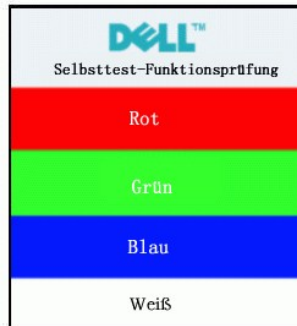 DELL™
Selbsttest-Funktionsprüfung
Rot
Grün
Blau
Weiß